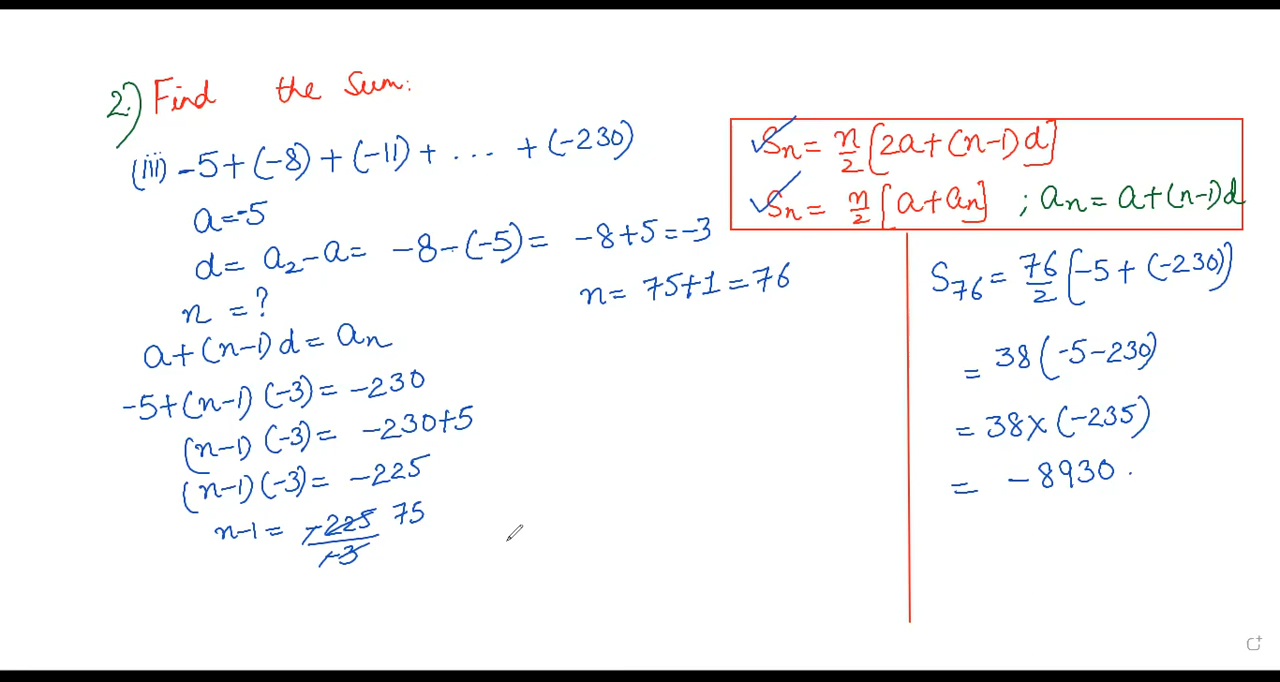 2.) Find the Sum:
(iii) -5+(-8)+(-11)+ ... +(-230)
a=-5
d= a₂-a= -8-(-5)= -8+5=-3
n =?
n= 75+1=76
a+(n-1)d= aₙ
-5+(n-1)(-3)= -230
(n-1)(-3)= -230+5
(n-1)(-3)= -225
n-1= -225/-3 75
Sₙ= n/2[2a+(n-1)d]
Sₙ= n/2[a+aₙ] ; aₙ=a+(n-1)d
S₇₆= 76/2(-5+(-230))
= 38(-5-230)
= 38x(-235)
= -8930.